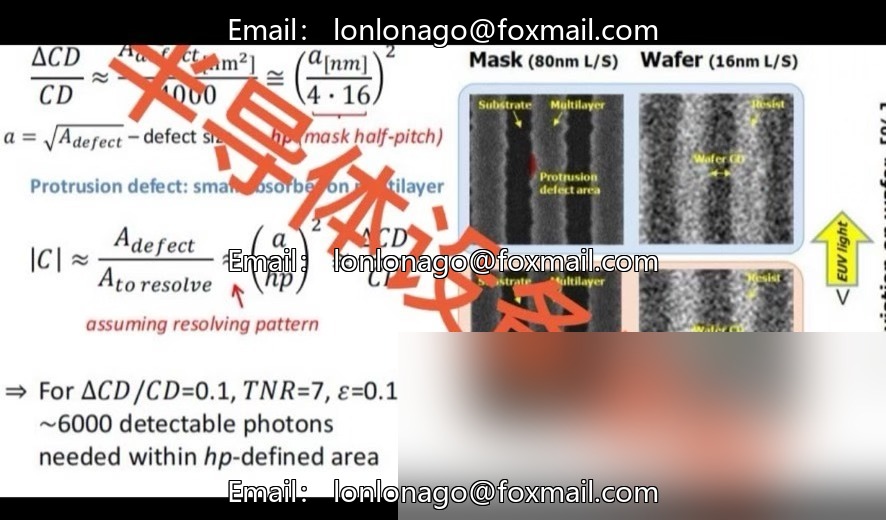 Email： lonlonago@foxmail.com
ΔCD/CD ≈ [nm²]/4000 ≅ (a[nm]/4·16)²
a = √A_defect – defect hp (mask half-pitch)
Protrusion defect: on
|C| ≈ A_defect/A_to resolve ≈ (a/hp)² ΔCD
assuming resolving pattern
⇒ For ΔCD/CD=0.1, TNR=7, ε=0.1
~6000 detectable photons
needed within hp-defined area
Mask (80nm L/S) Wafer (16nm L/S)
Substrate Multilayer
Protrusion
defect area
Resist
Wafer CD
EUV light
Substrate Multilayer
Resist
Wafer CD
半导体设备
Email： lonlonago@foxmail.com
Email： lonlonago@foxmail.com